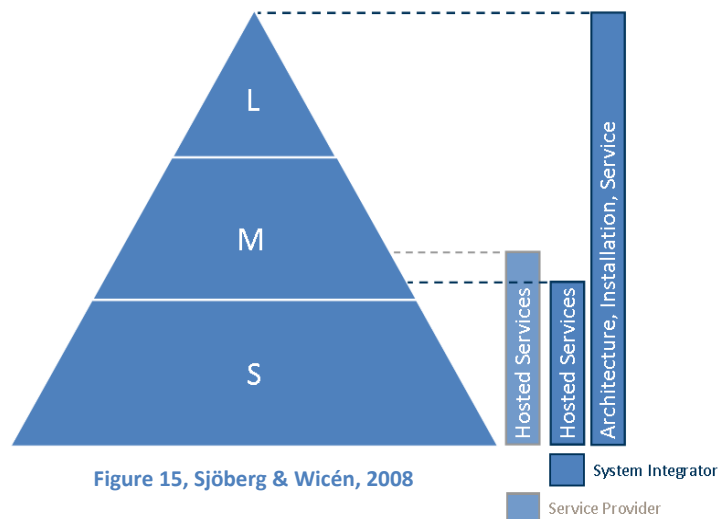 L
M
S
Hosted Services
Hosted Services
Architecture, Installation, Service
Figure 15, Sjöberg & Wicén, 2008
System Integrator
Service Provider